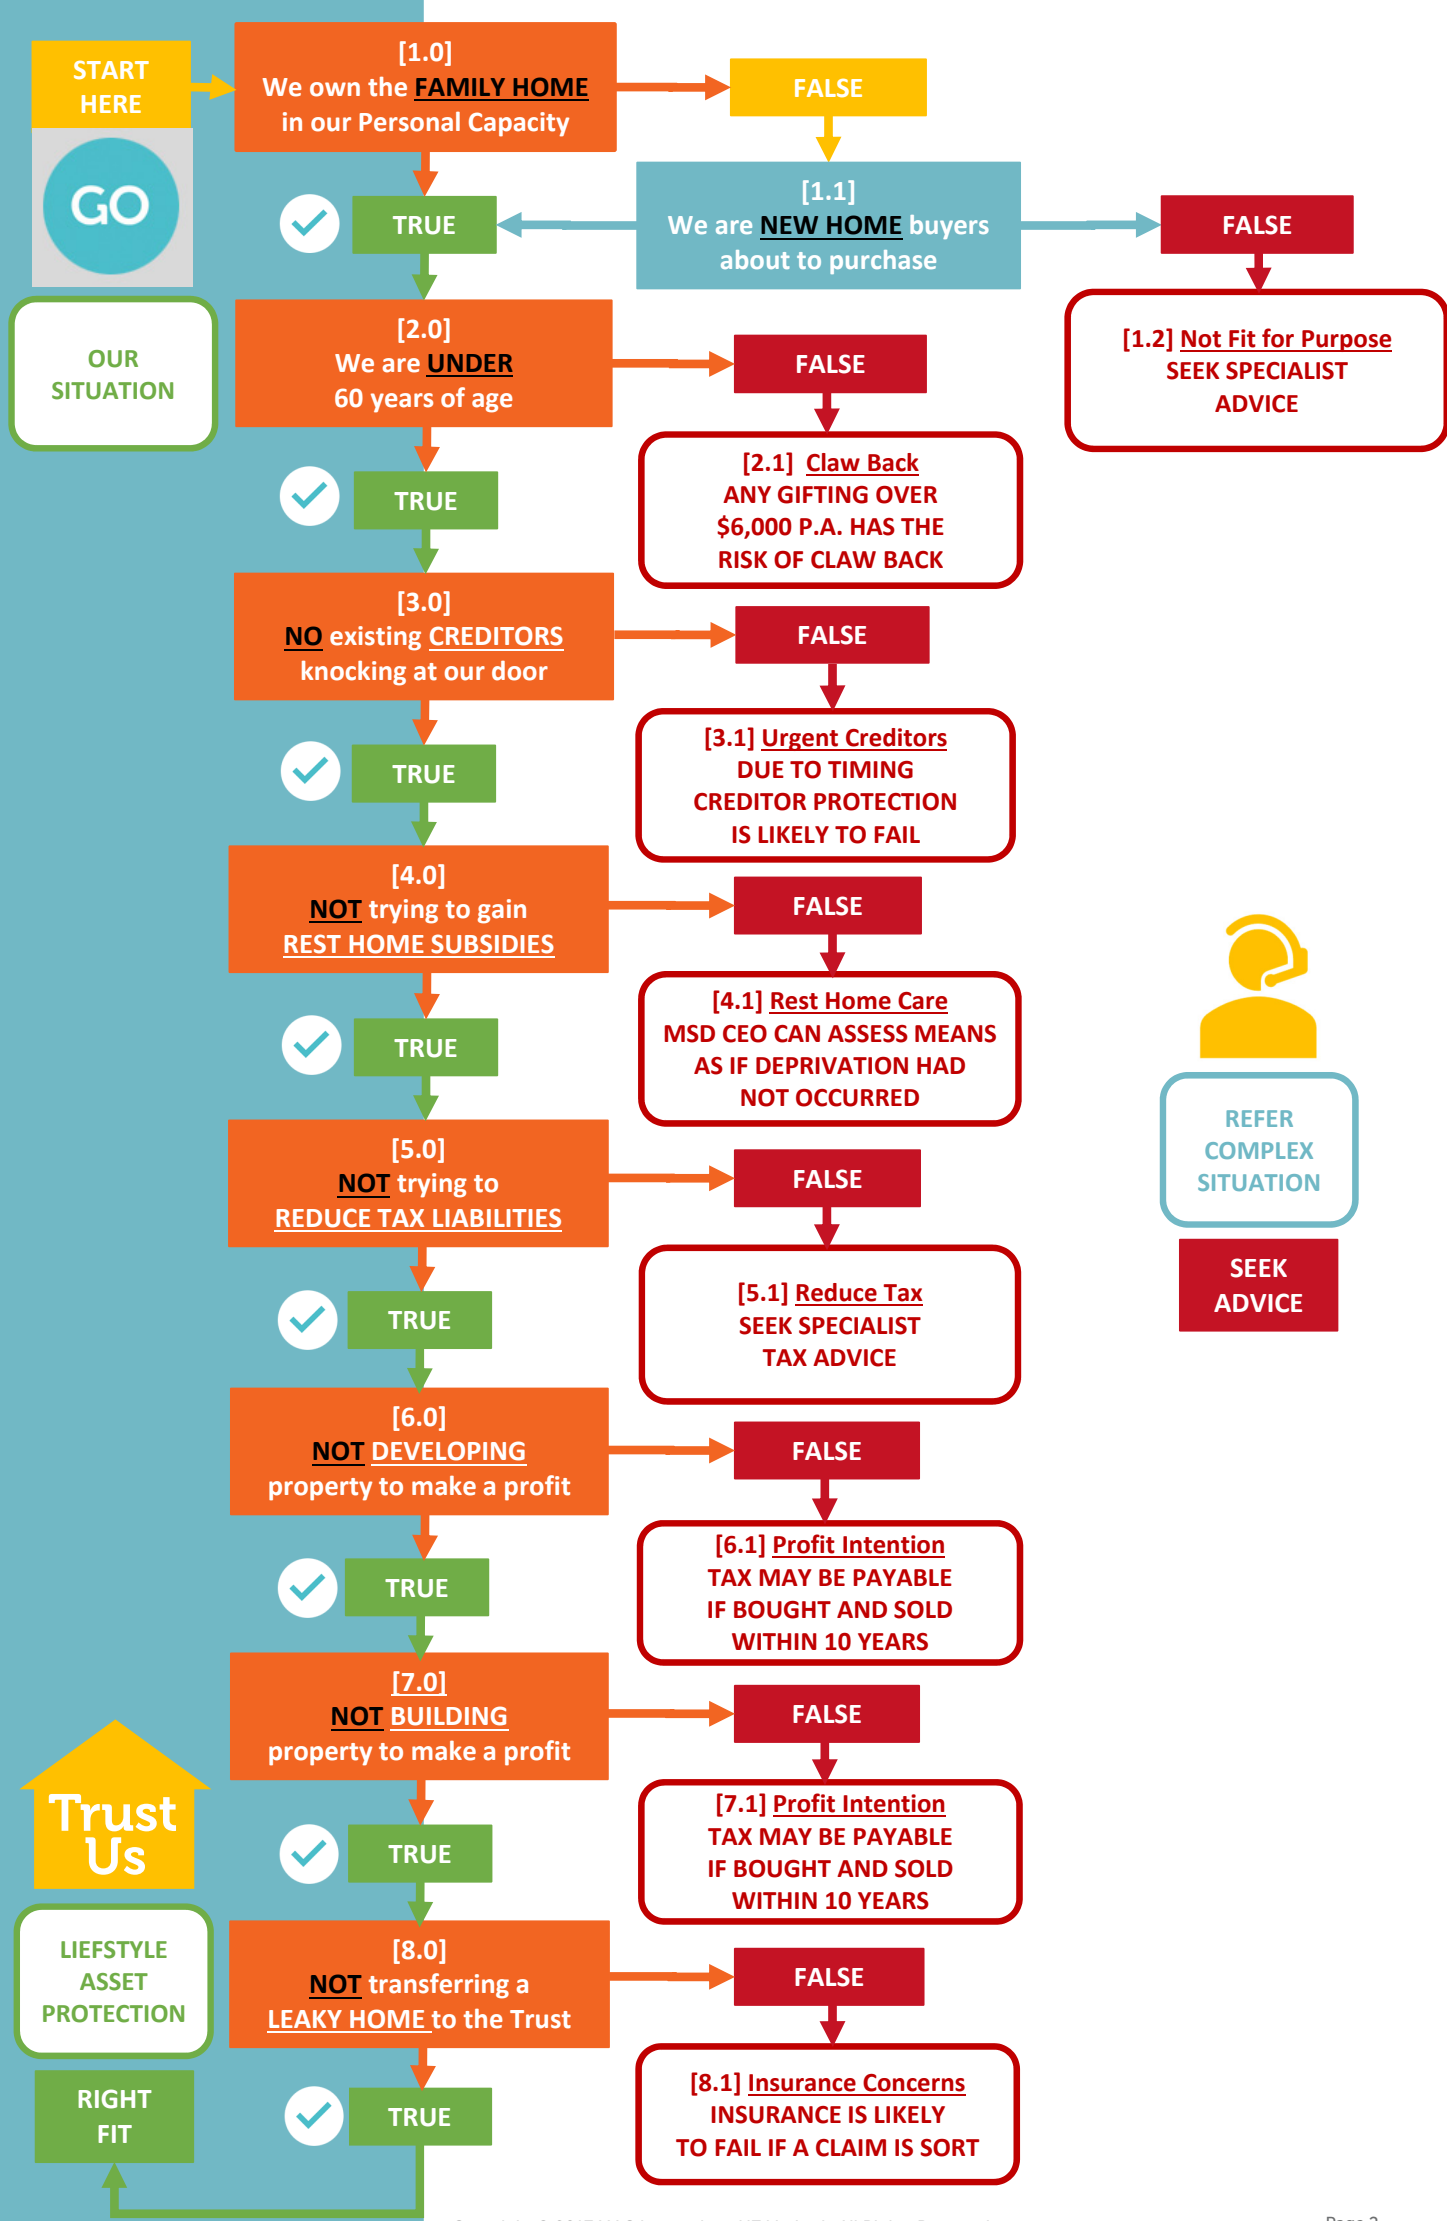 START
HERE
GO
OUR
SITUATION
[1.0]
We own the FAMILY HOME
in our Personal Capacity
FALSE
[1.1]
We are NEW HOME buyers
about to purchase
TRUE
FALSE
[1.2] Not Fit for Purpose
SEEK SPECIALIST
ADVICE
[2.0]
We are UNDER
60 years of age
FALSE
[2.1] Claw Back
ANY GIFTING OVER
$6,000 P.A. HAS THE
RISK OF CLAW BACK
TRUE
[3.0]
NO existing CREDITORS
knocking at our door
FALSE
[3.1] Urgent Creditors
DUE TO TIMING
CREDITOR PROTECTION
IS LIKELY TO FAIL
TRUE
[4.0]
NOT trying to gain
REST HOME SUBSIDIES
FALSE
[4.1] Rest Home Care
MSD CEO CAN ASSESS MEANS
AS IF DEPRIVATION HAD
NOT OCCURRED
TRUE
REFER
COMPLEX
SITUATION
SEEK
ADVICE
[5.0]
NOT trying to
REDUCE TAX LIABILITIES
FALSE
[5.1] Reduce Tax
SEEK SPECIALIST
TAX ADVICE
TRUE
[6.0]
NOT DEVELOPING
property to make a profit
FALSE
[6.1] Profit Intention
TAX MAY BE PAYABLE
IF BOUGHT AND SOLD
WITHIN 10 YEARS
TRUE
[7.0]
NOT BUILDING
property to make a profit
FALSE
[7.1] Profit Intention
TAX MAY BE PAYABLE
IF BOUGHT AND SOLD
WITHIN 10 YEARS
TRUE
Trust
Us
LIEFSTYLE
ASSET
PROTECTION
RIGHT
FIT
[8.0]
NOT transferring a
LEAKY HOME to the Trust
FALSE
[8.1] Insurance Concerns
INSURANCE IS LIKELY
TO FAIL IF A CLAIM IS SORT
TRUE